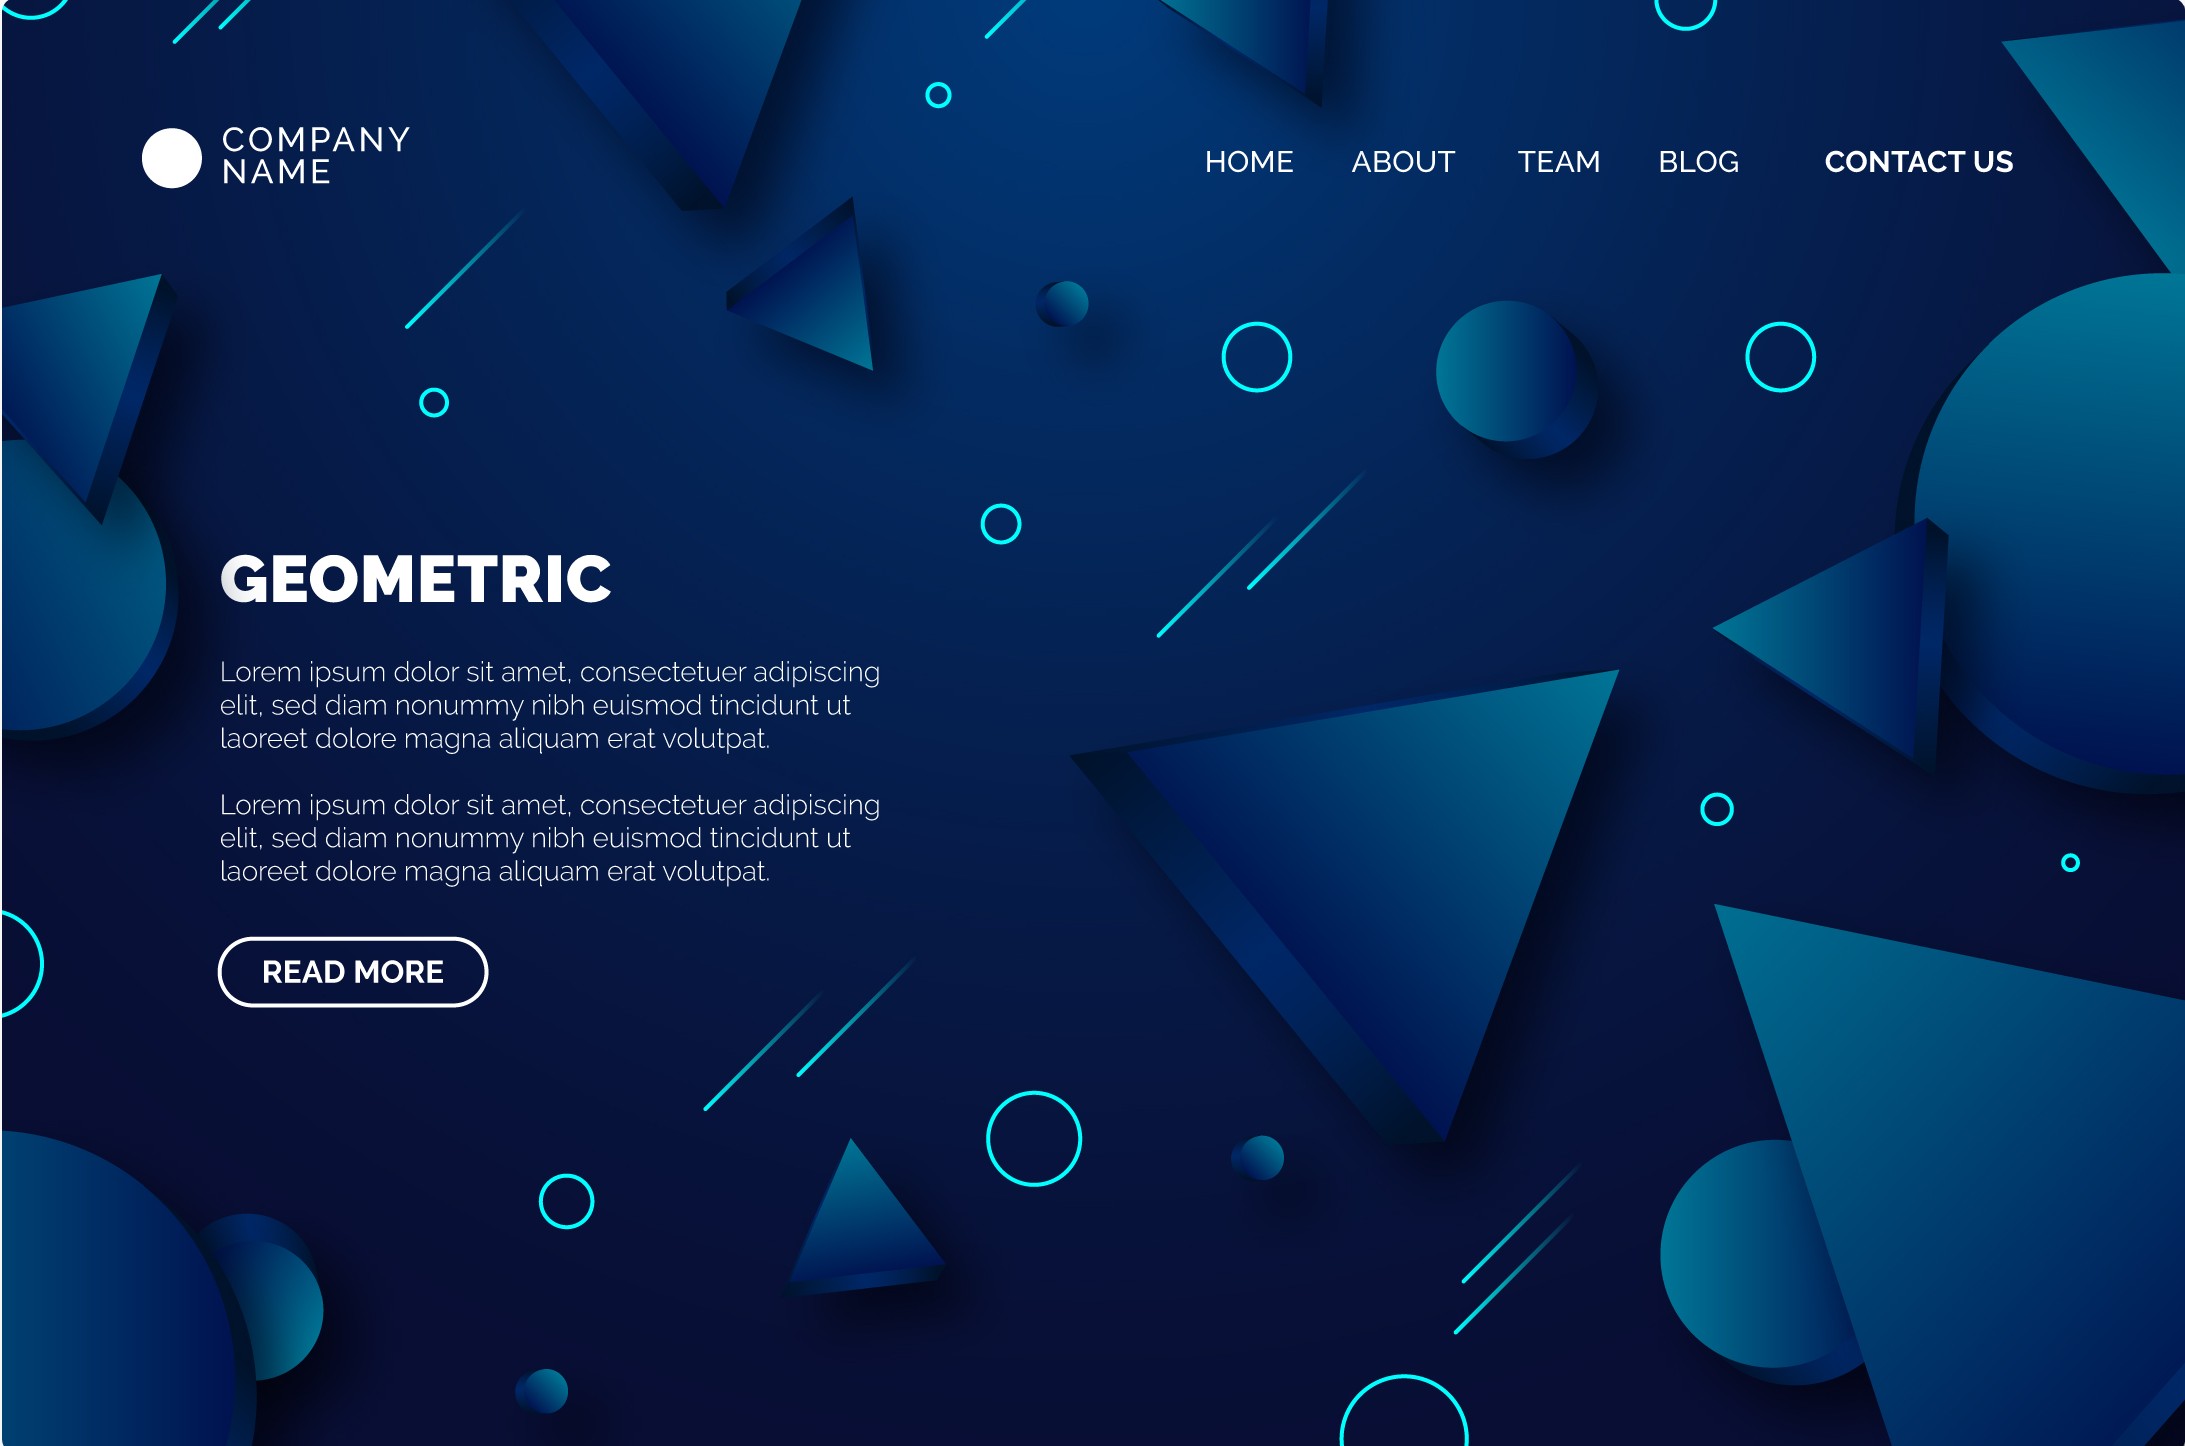 COMPANY
NAME
HOME ABOUT TEAM BLOG CONTACT US
GEOMETRIC
Lorem ipsum dolor sit amet, consectetuer adipiscing
elit, sed diam nonummy nibh euismod tincidunt ut
laoreet dolore magna aliquam erat volutpat.
Lorem ipsum dolor sit amet, consectetuer adipiscing
elit, sed diam nonummy nibh euismod tincidunt ut
laoreet dolore magna aliquam erat volutpat.
READ MORE